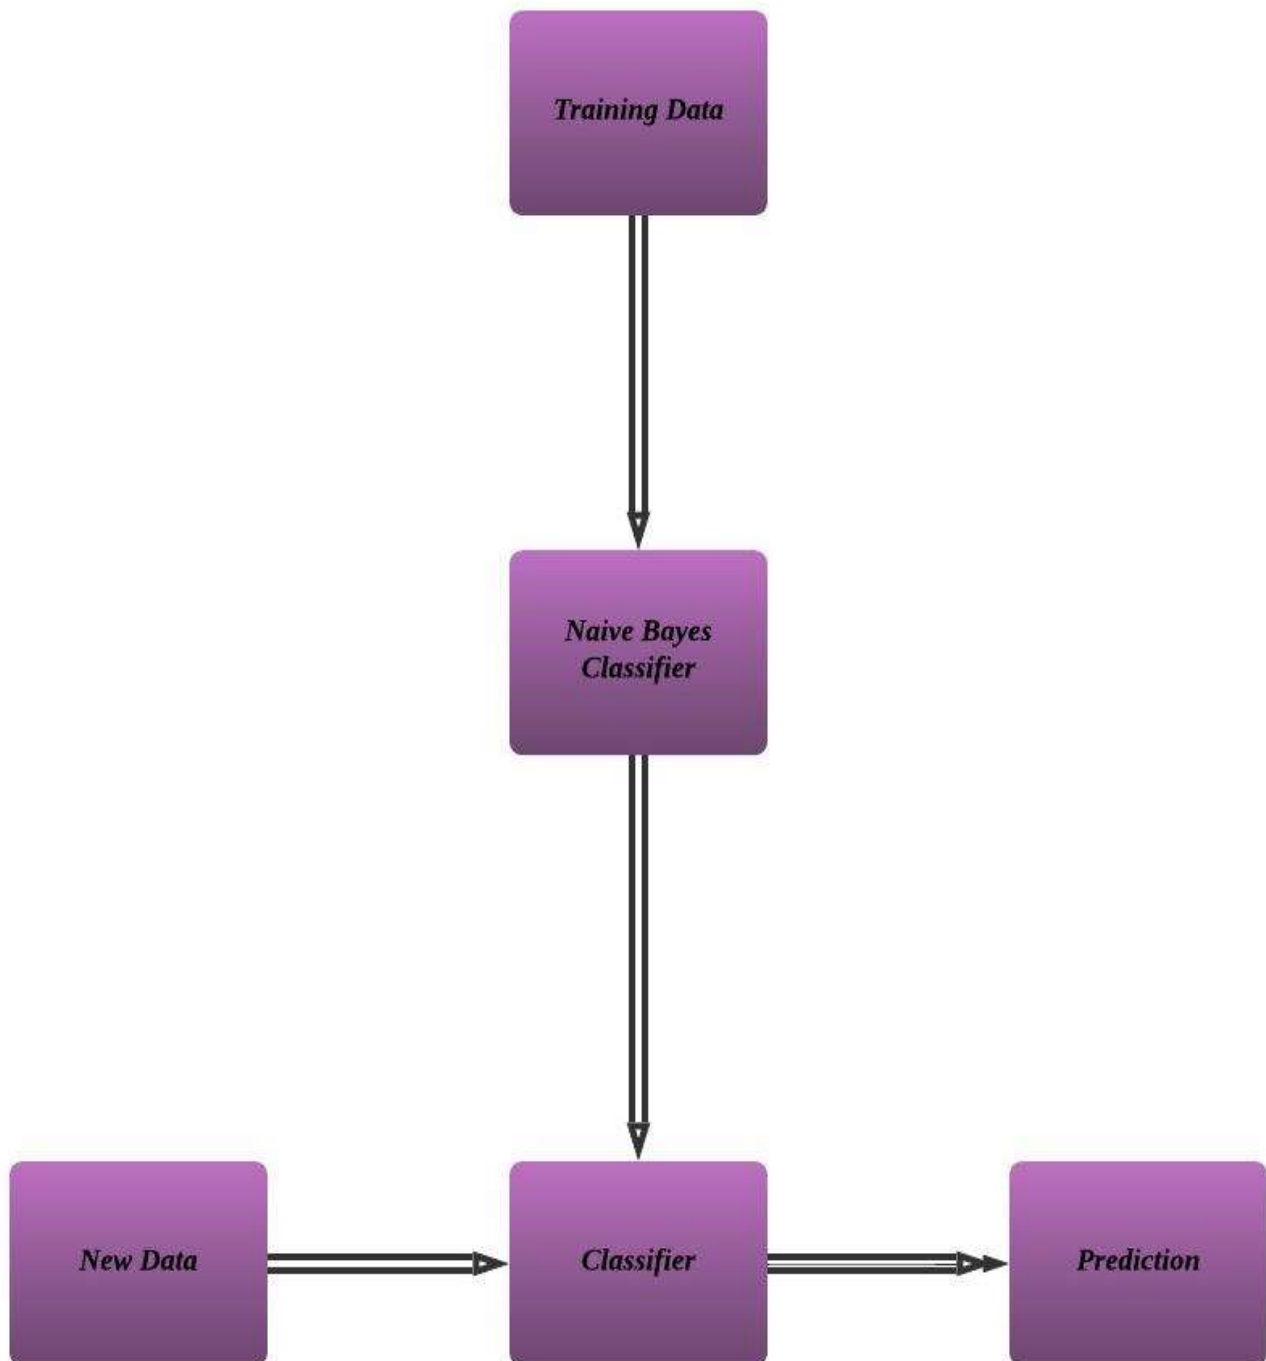 Training Data
Naive Bayes
Classifier
New Data
Classifier
Prediction